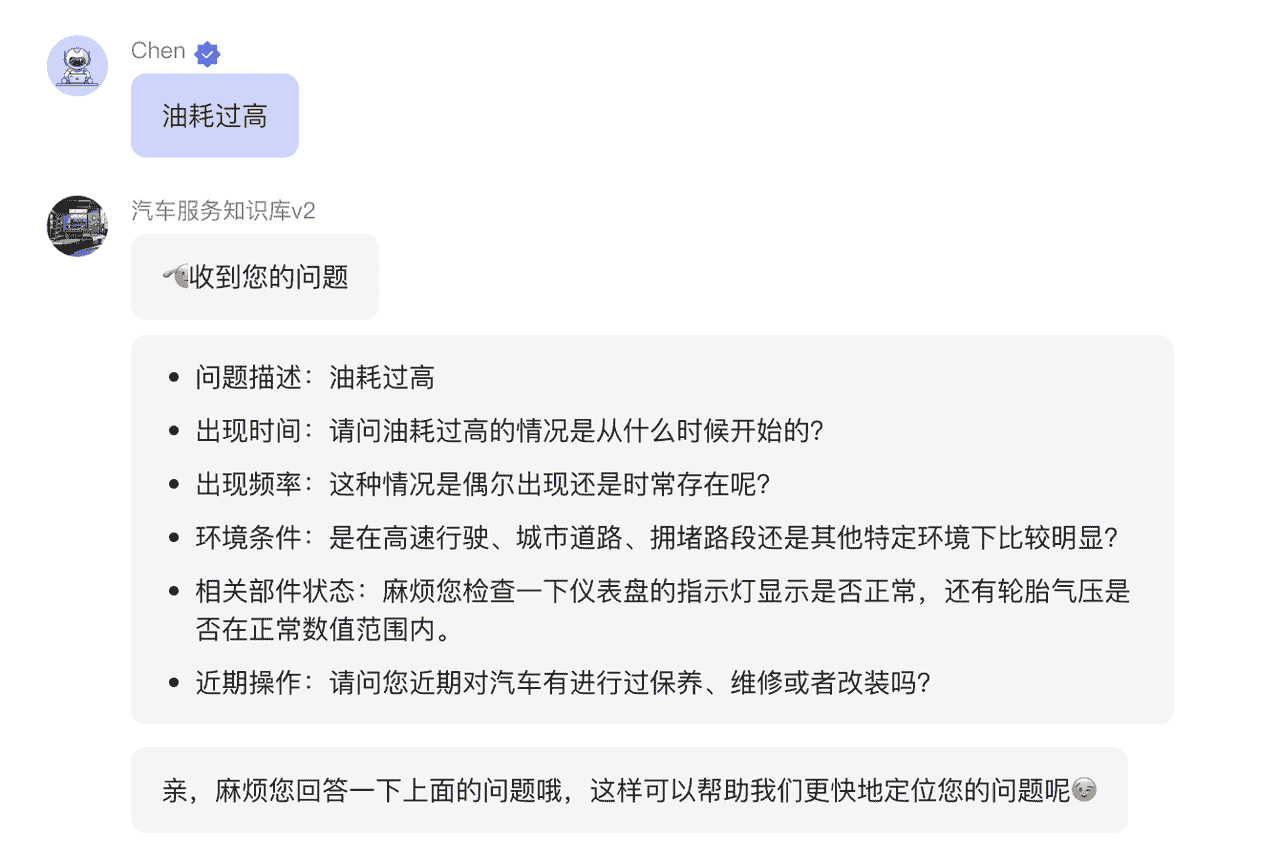 Chen
油耗过高
汽车服务知识库v2
🫡收到您的问题
• 问题描述：油耗过高
• 出现时间：请问油耗过高的情况是从什么时候开始的？
• 出现频率：这种情况是偶尔出现还是时常存在呢？
• 环境条件：是在高速行驶、城市道路、拥堵路段还是其他特定环境下比较明显？
• 相关部件状态：麻烦您检查一下仪表盘的指示灯显示是否正常，还有轮胎气压是
否在正常数值范围内。
• 近期操作：请问您近期对汽车有进行过保养、维修或者改装吗？
亲，麻烦您回答一下上面的问题哦，这样可以帮助我们更快地定位您的问题呢😉